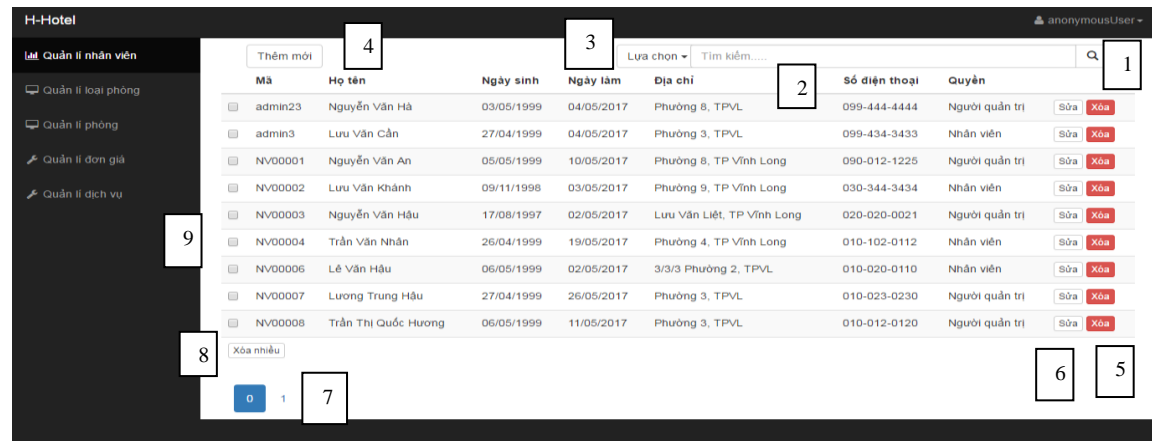 H-Hotel anonymousUser
Quản lí nhân viên
Quản lí loại phòng
Quản lí phòng
Quản lí đơn giá
Quản lí dịch vụ
Thêm mới 4 3 Lựa chọn Tìm kiếm..... 1
Mã Họ tên Ngày sinh Ngày làm Địa chỉ 2 Số điện thoại Quyền
admin23 Nguyễn Văn Hà 03/05/1999 04/05/2017 Phường 8, TPVL 099-444-4444 Người quản trị Sửa Xóa
admin3 Lưu Văn Cần 27/04/1999 04/05/2017 Phường 3, TPVL 099-434-3433 Nhân viên Sửa Xóa
NV00001 Nguyễn Văn An 05/05/1999 10/05/2017 Phường 8, TP Vĩnh Long 090-012-1225 Người quản trị Sửa Xóa
NV00002 Lưu Văn Khánh 09/11/1998 03/05/2017 Phường 9, TP Vĩnh Long 030-344-3434 Nhân viên Sửa Xóa
NV00003 Nguyễn Văn Hậu 17/08/1997 02/05/2017 Lưu Văn Liệt, TP Vĩnh Long 020-020-0021 Người quản trị Sửa Xóa
9 NV00004 Trần Văn Nhân 26/04/1999 19/05/2017 Phường 4, TP Vĩnh Long 010-102-0112 Nhân viên Sửa Xóa
NV00006 Lê Văn Hậu 06/05/1999 02/05/2017 3/3/3 Phường 2, TPVL 010-020-0110 Nhân viên Sửa Xóa
NV00007 Lương Trung Hậu 27/04/1999 26/05/2017 Phường 3, TPVL 010-023-0230 Người quản trị Sửa Xóa
NV00008 Trần Thị Quốc Hương 06/05/1999 11/05/2017 Phường 3, TPVL 010-012-0120 Người quản trị Sửa Xóa
8 Xóa nhiều 6 5
0 1 7